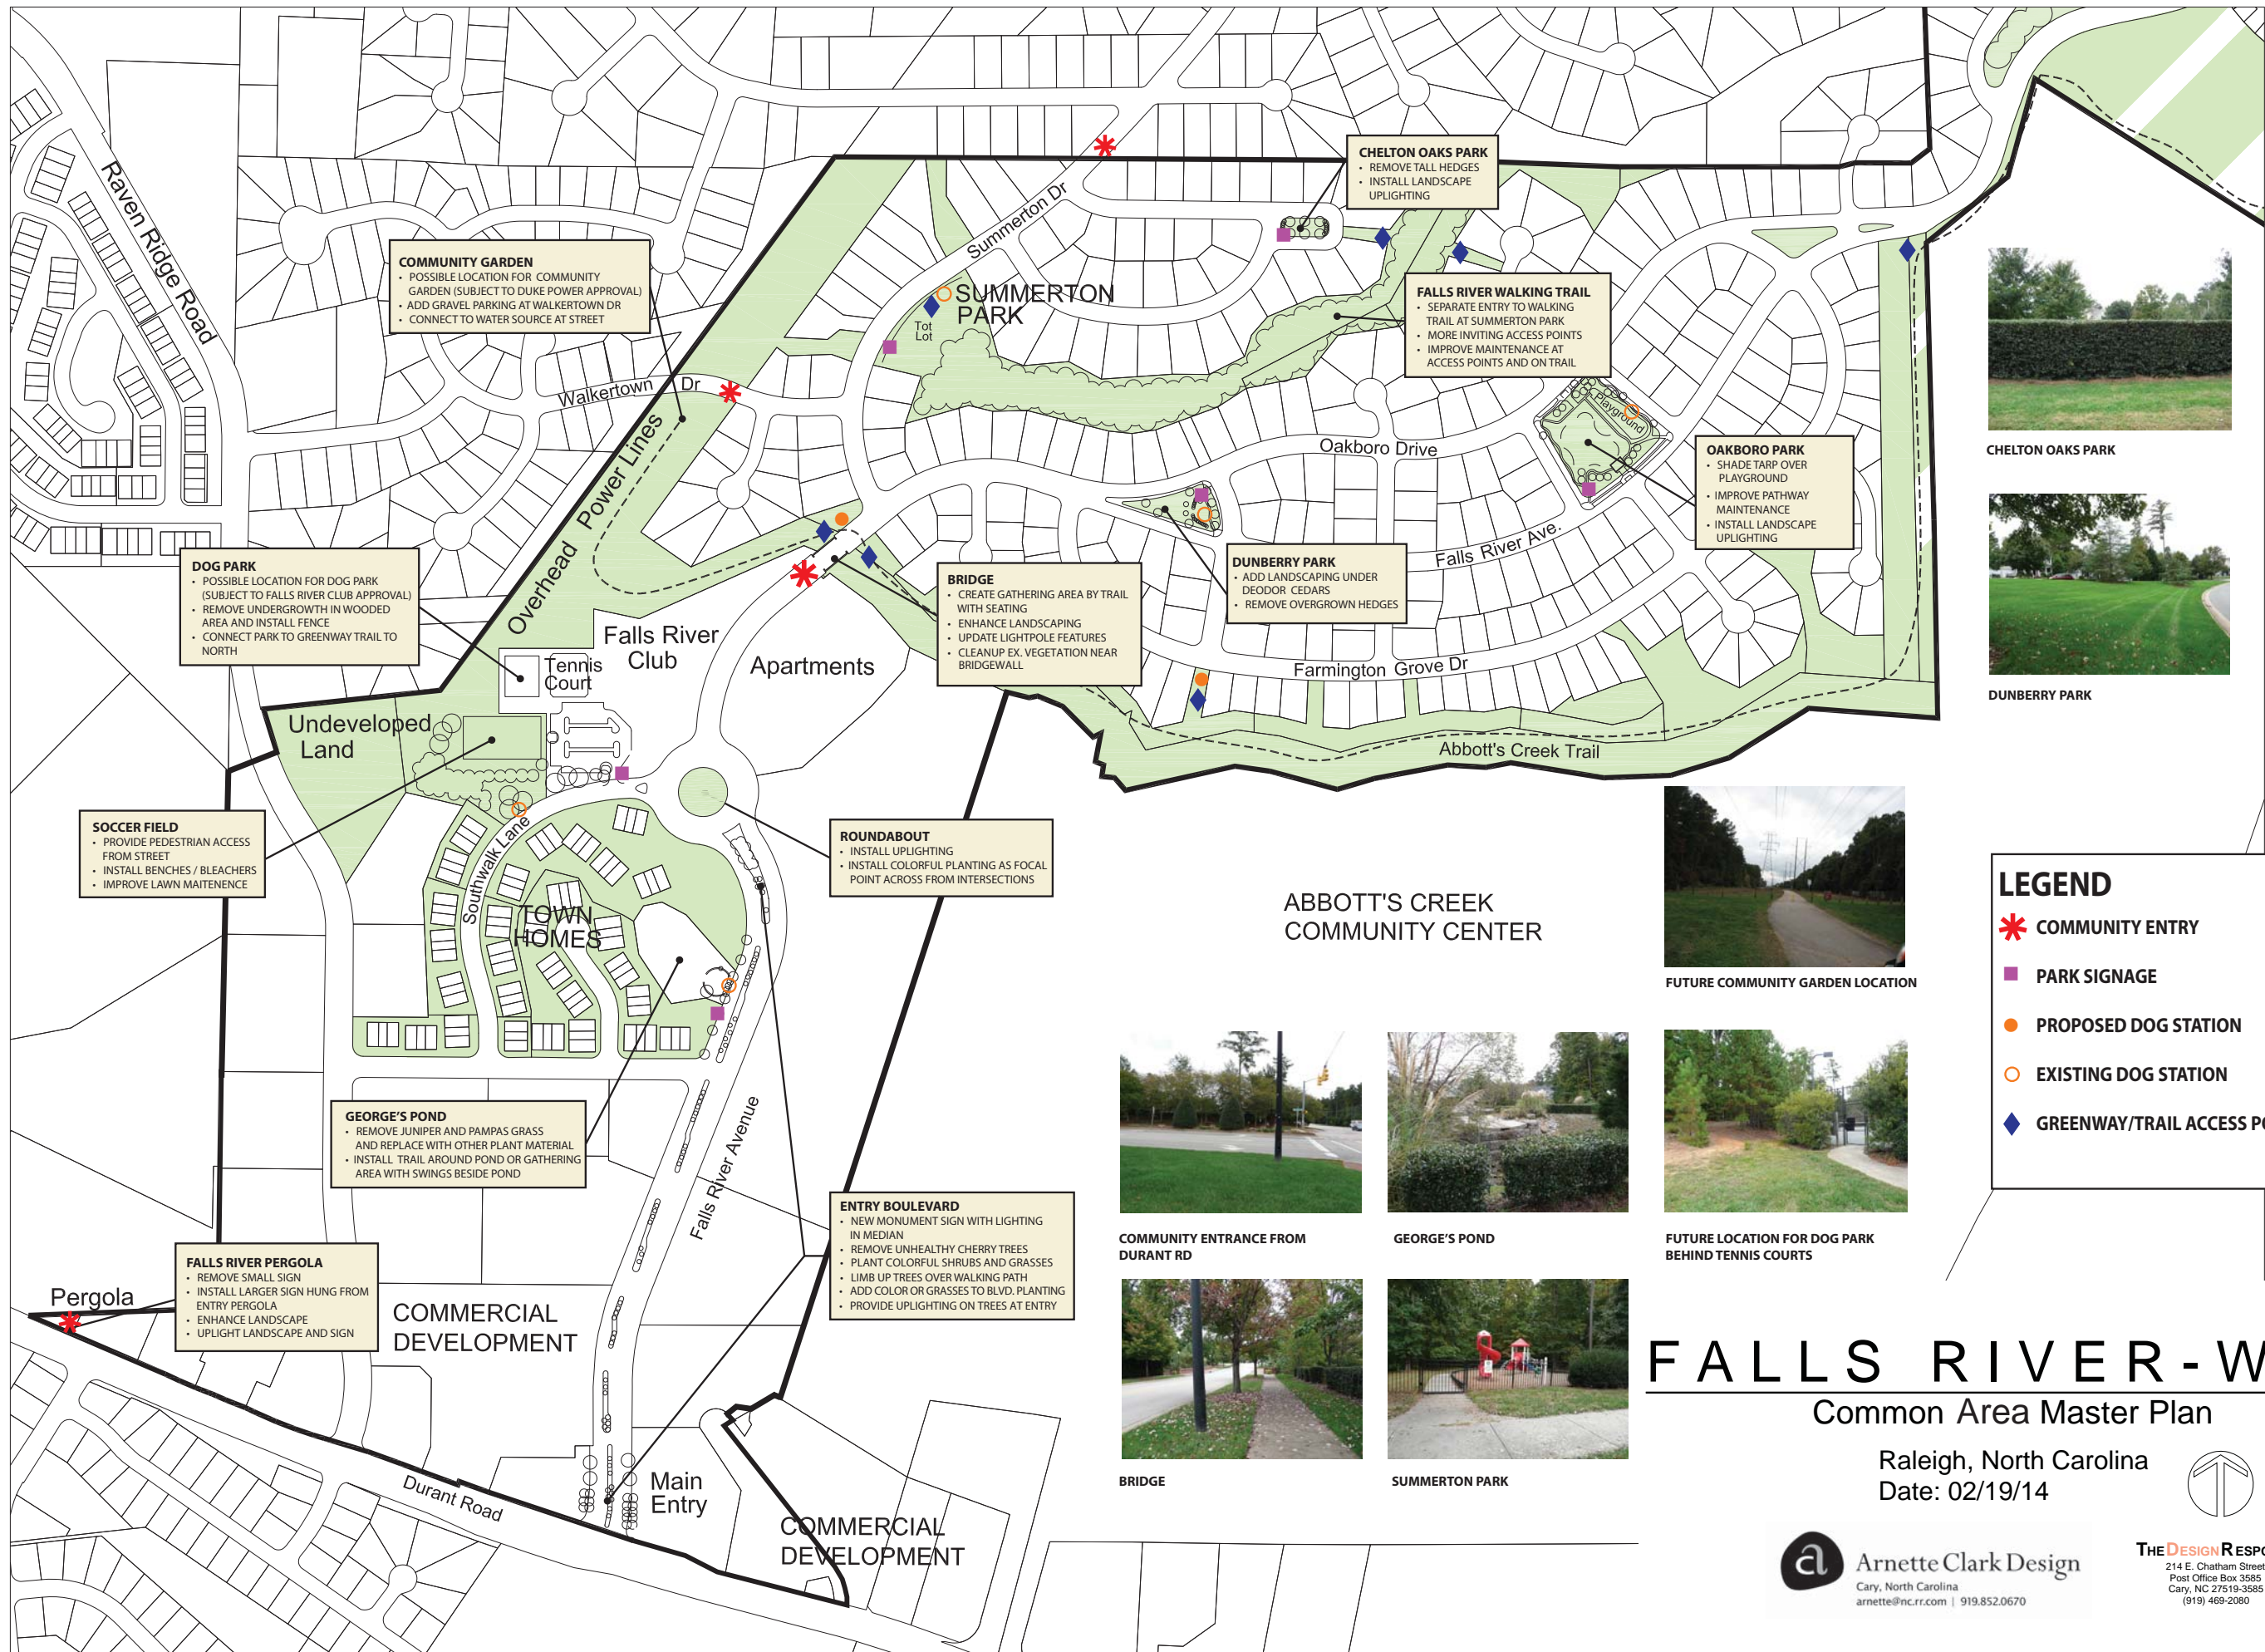 CHELTON OAKS PARK
• REMOVE TALL HEDGES
• INSTALL LANDSCAPE
UPLIGHTING
Raven Ridge Road
Summerton Dr
COMMUNITY GARDEN
• POSSIBLE LOCATION FOR COMMUNITY
GARDEN (SUBJECT TO DUKE POWER APPROVAL)
• ADD GRAVEL PARKING AT WALKERTOWN DR
• CONNECT TO WATER SOURCE AT STREET
SUMMERTON
PARK
Tot
Lot
FALLS RIVER WALKING TRAIL
• SEPARATE ENTRY TO WALKING
TRAIL AT SUMMERTON PARK
• MORE INVITING ACCESS POINTS
• IMPROVE MAINTENANCE AT
ACCESS POINTS AND ON TRAIL
Walkertown Dr
Playground
Oakboro Drive
OAKBORO PARK
• SHADE TARP OVER
PLAYGROUND
• IMPROVE PATHWAY
MAINTENANCE
• INSTALL LANDSCAPE
UPLIGHTING
CHELTON OAKS PARK
Overhead Power Lines
Falls River Ave.
DOG PARK
• POSSIBLE LOCATION FOR DOG PARK
(SUBJECT TO FALLS RIVER CLUB APPROVAL)
• REMOVE UNDERGROWTH IN WOODED
AREA AND INSTALL FENCE
• CONNECT PARK TO GREENWAY TRAIL TO
NORTH
BRIDGE
• CREATE GATHERING AREA BY TRAIL
WITH SEATING
• ENHANCE LANDSCAPING
• UPDATE LIGHTPOLE FEATURES
• CLEANUP EX. VEGETATION NEAR
BRIDGEWALL
DUNBERRY PARK
• ADD LANDSCAPING UNDER
DEODOR CEDARS
• REMOVE OVERGROWN HEDGES
Falls River
Club
Apartments
Tennis
Court
Farmington Grove Dr
DUNBERRY PARK
Undeveloped
Land
Abbott's Creek Trail
SOCCER FIELD
• PROVIDE PEDESTRIAN ACCESS
FROM STREET
• INSTALL BENCHES / BLEACHERS
• IMPROVE LAWN MAITENENCE
Southwalk Lane
ROUNDABOUT
• INSTALL UPLIGHTING
• INSTALL COLORFUL PLANTING AS FOCAL
POINT ACROSS FROM INTERSECTIONS
TOWN
HOMES
ABBOTT'S CREEK
COMMUNITY CENTER
FUTURE COMMUNITY GARDEN LOCATION
LEGEND
COMMUNITY ENTRY
PARK SIGNAGE
PROPOSED DOG STATION
EXISTING DOG STATION
GREENWAY/TRAIL ACCESS
GEORGE'S POND
• REMOVE JUNIPER AND PAMPAS GRASS
AND REPLACE WITH OTHER PLANT MATERIAL
• INSTALL TRAIL AROUND POND OR GATHERING
AREA WITH SWINGS BESIDE POND
Falls River Avenue
ENTRY BOULEVARD
• NEW MONUMENT SIGN WITH LIGHTING
IN MEDIAN
• REMOVE UNHEALTHY CHERRY TREES
• PLANT COLORFUL SHRUBS AND GRASSES
• LIMB UP TREES OVER WALKING PATH
• ADD COLOR OR GRASSES TO BLVD. PLANTING
• PROVIDE UPLIGHTING ON TREES AT ENTRY
COMMUNITY ENTRANCE FROM
DURANT RD
GEORGE'S POND
FUTURE LOCATION FOR DOG PARK
BEHIND TENNIS COURTS
FALLS RIVER PERGOLA
• REMOVE SMALL SIGN
• INSTALL LARGER SIGN HUNG FROM
ENTRY PERGOLA
• ENHANCE LANDSCAPE
• UPLIGHT LANDSCAPE AND SIGN
Pergola
COMMERCIAL
DEVELOPMENT
Durant Road
Main
Entry
COMMERCIAL
DEVELOPMENT
BRIDGE
SUMMERTON PARK
FALLS RIVER-W
Common Area Master Plan
Raleigh, North Carolina
Date: 02/19/14
a
Arnette Clark Design
Cary, North Carolina
arnette@nc.rr.com | 919.852.0670
THE DESIGN RESPO
214 E. Chatham Street
Post Office Box 3585
Cary, NC 27519-3585
(919) 469-2080